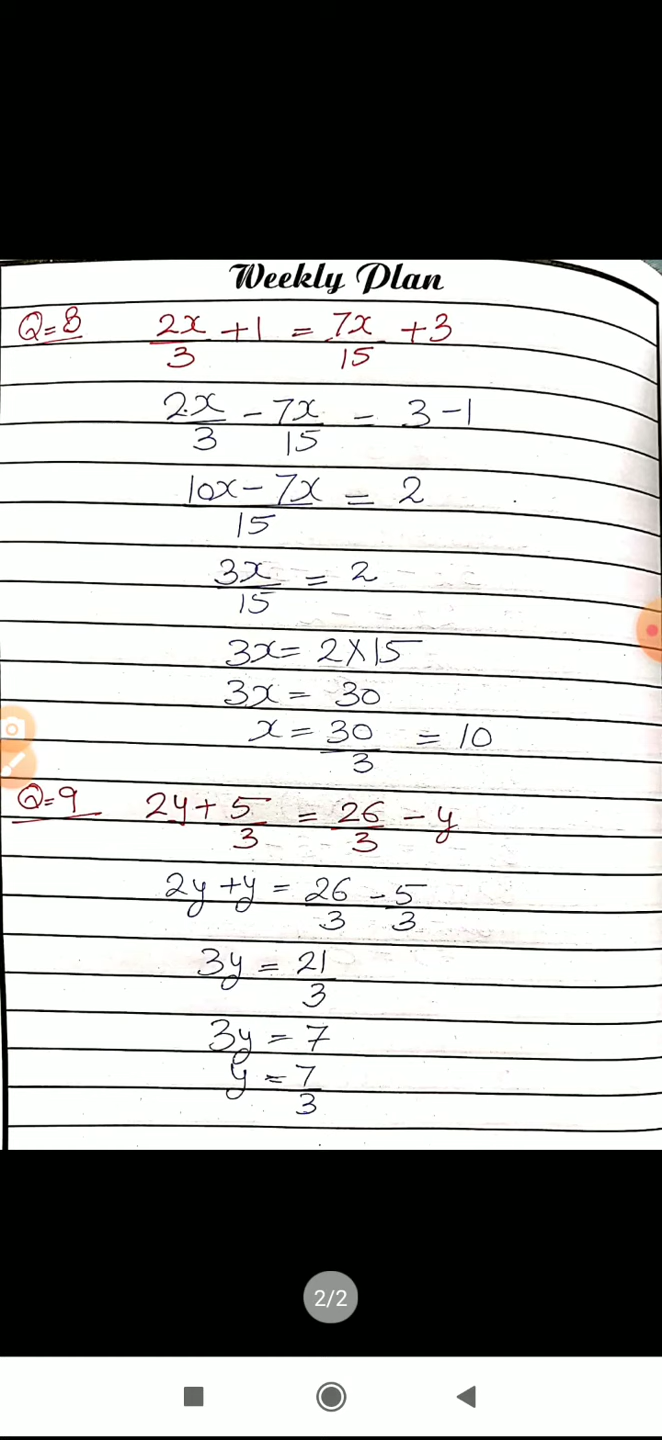 Weekly Plan
Q=8 2x/3 + 1 = 7x/15 + 3
2x/3 - 7x/15 = 3 - 1
10x - 7x/15 = 2
3x/15 = 2
3x = 2 X 15
3x = 30
x = 30/3 = 10
Q=9 2y + 5/3 = 26/3 - y
2y + y = 26/3 - 5/3
3y = 21/3
3y = 7
y = 7/3
2/2